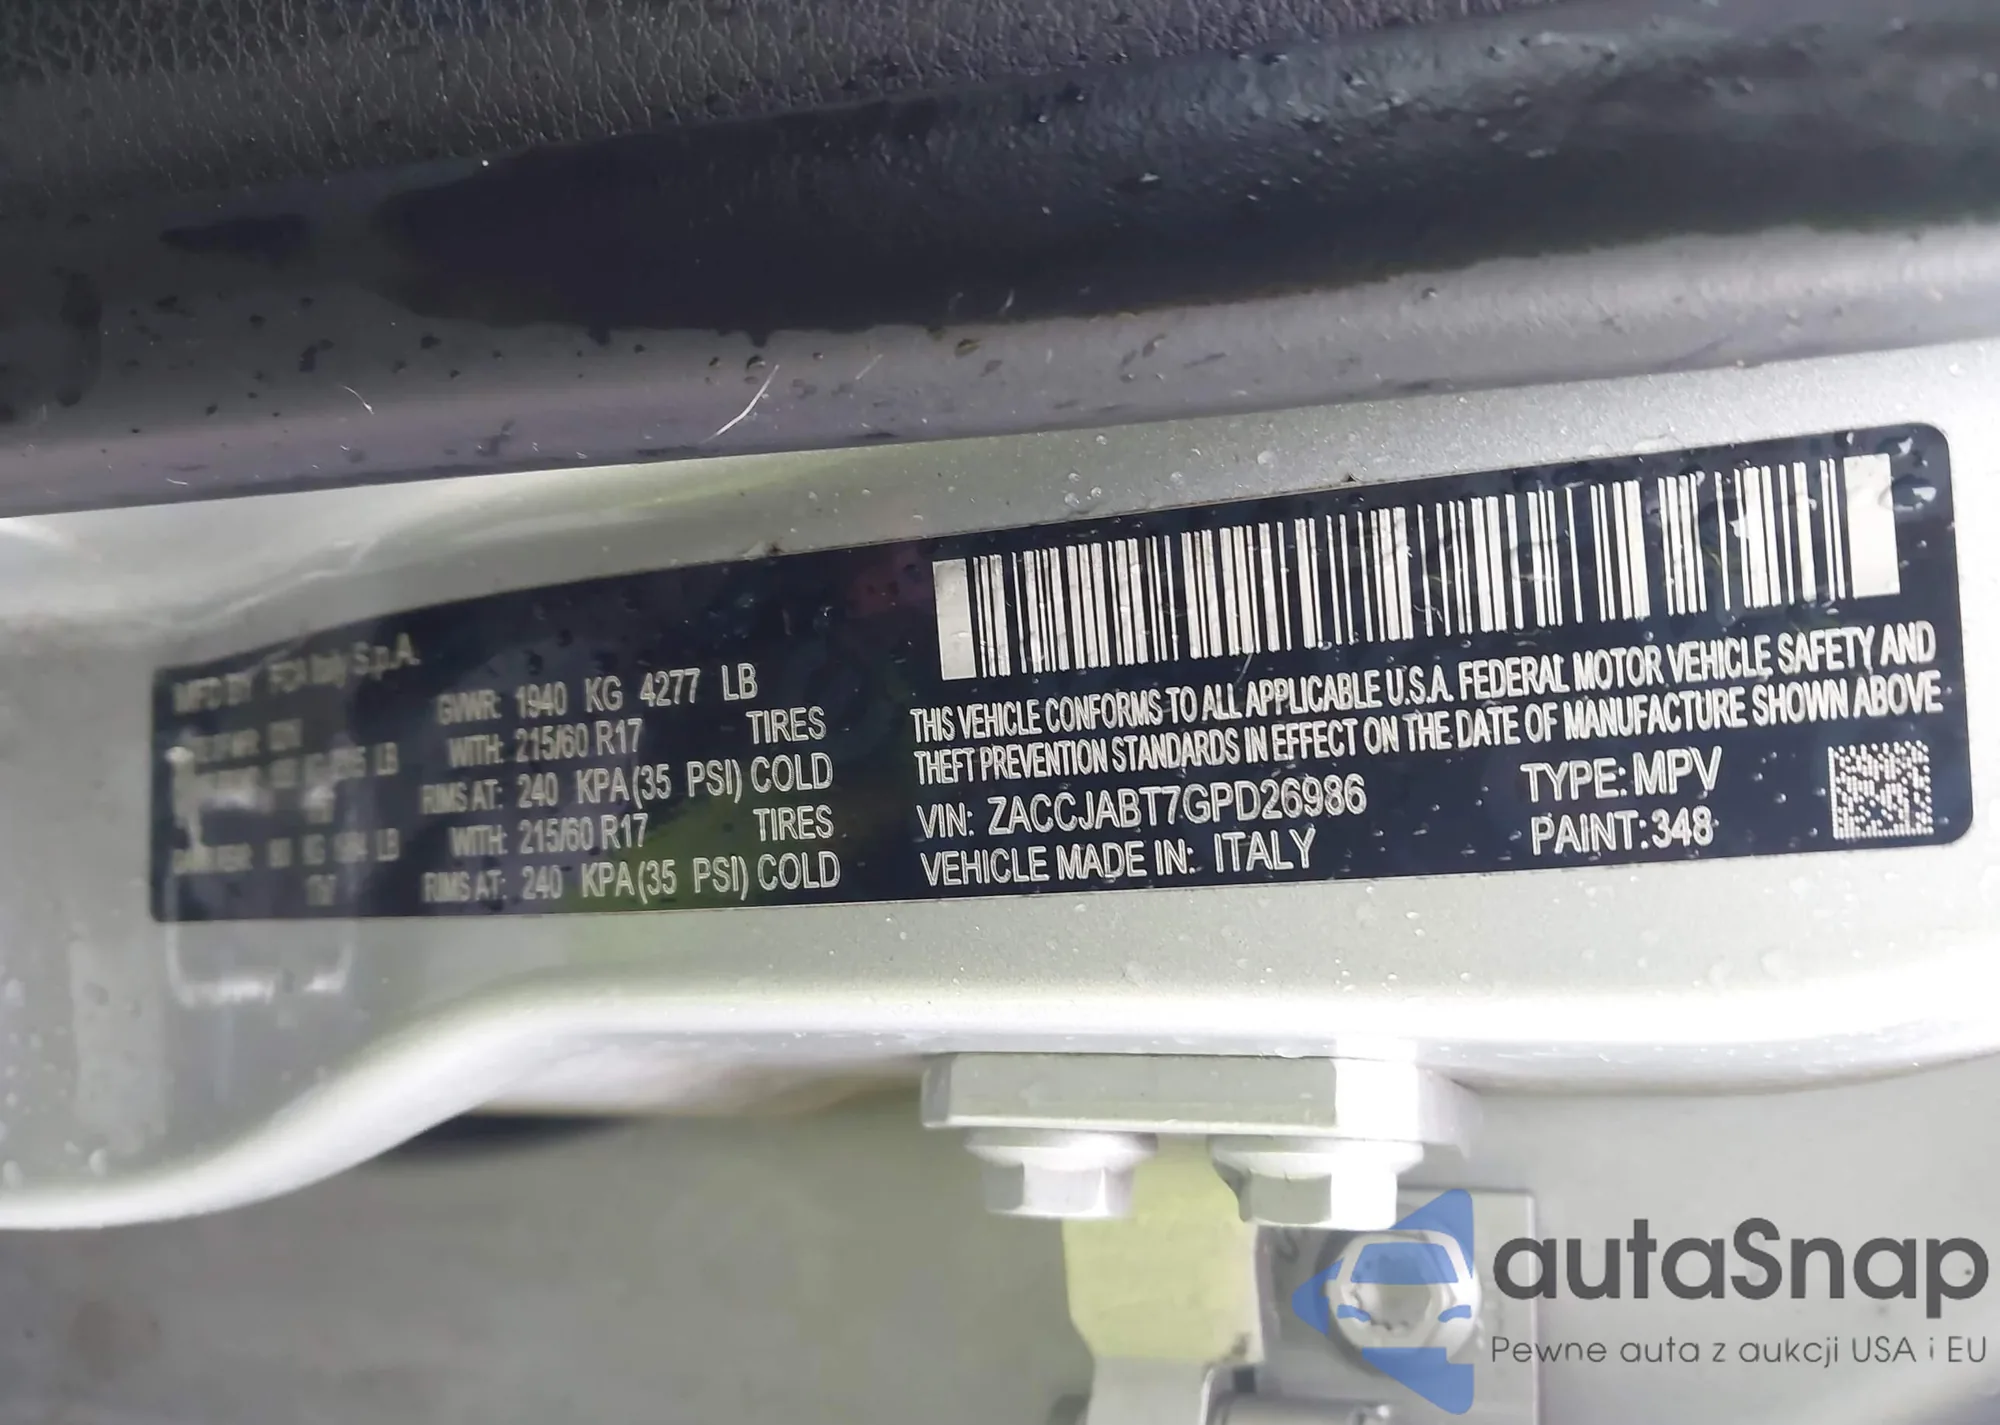 MFD BY FCA Italy S.p.A.
GVWR: 1940 KG 4277 LB
WITH: 215/60 R17 TIRES
RIMS AT: 240 KPA (35 PSI) COLD
WITH: 215/60 R17 TIRES
RIMS AT: 240 KPA (35 PSI) COLD
THIS VEHICLE CONFORMS TO ALL APPLICABLE U.S.A. FEDERAL MOTOR VEHICLE SAFETY AND
THEFT PREVENTION STANDARDS IN EFFECT ON THE DATE OF MANUFACTURE SHOWN ABOVE
VIN: ZACCJABT7GPD26986
TYPE: MPV
VEHICLE MADE IN: ITALY
PAINT: 348
autaSnap
Pewne auta z aukcji USA i EU